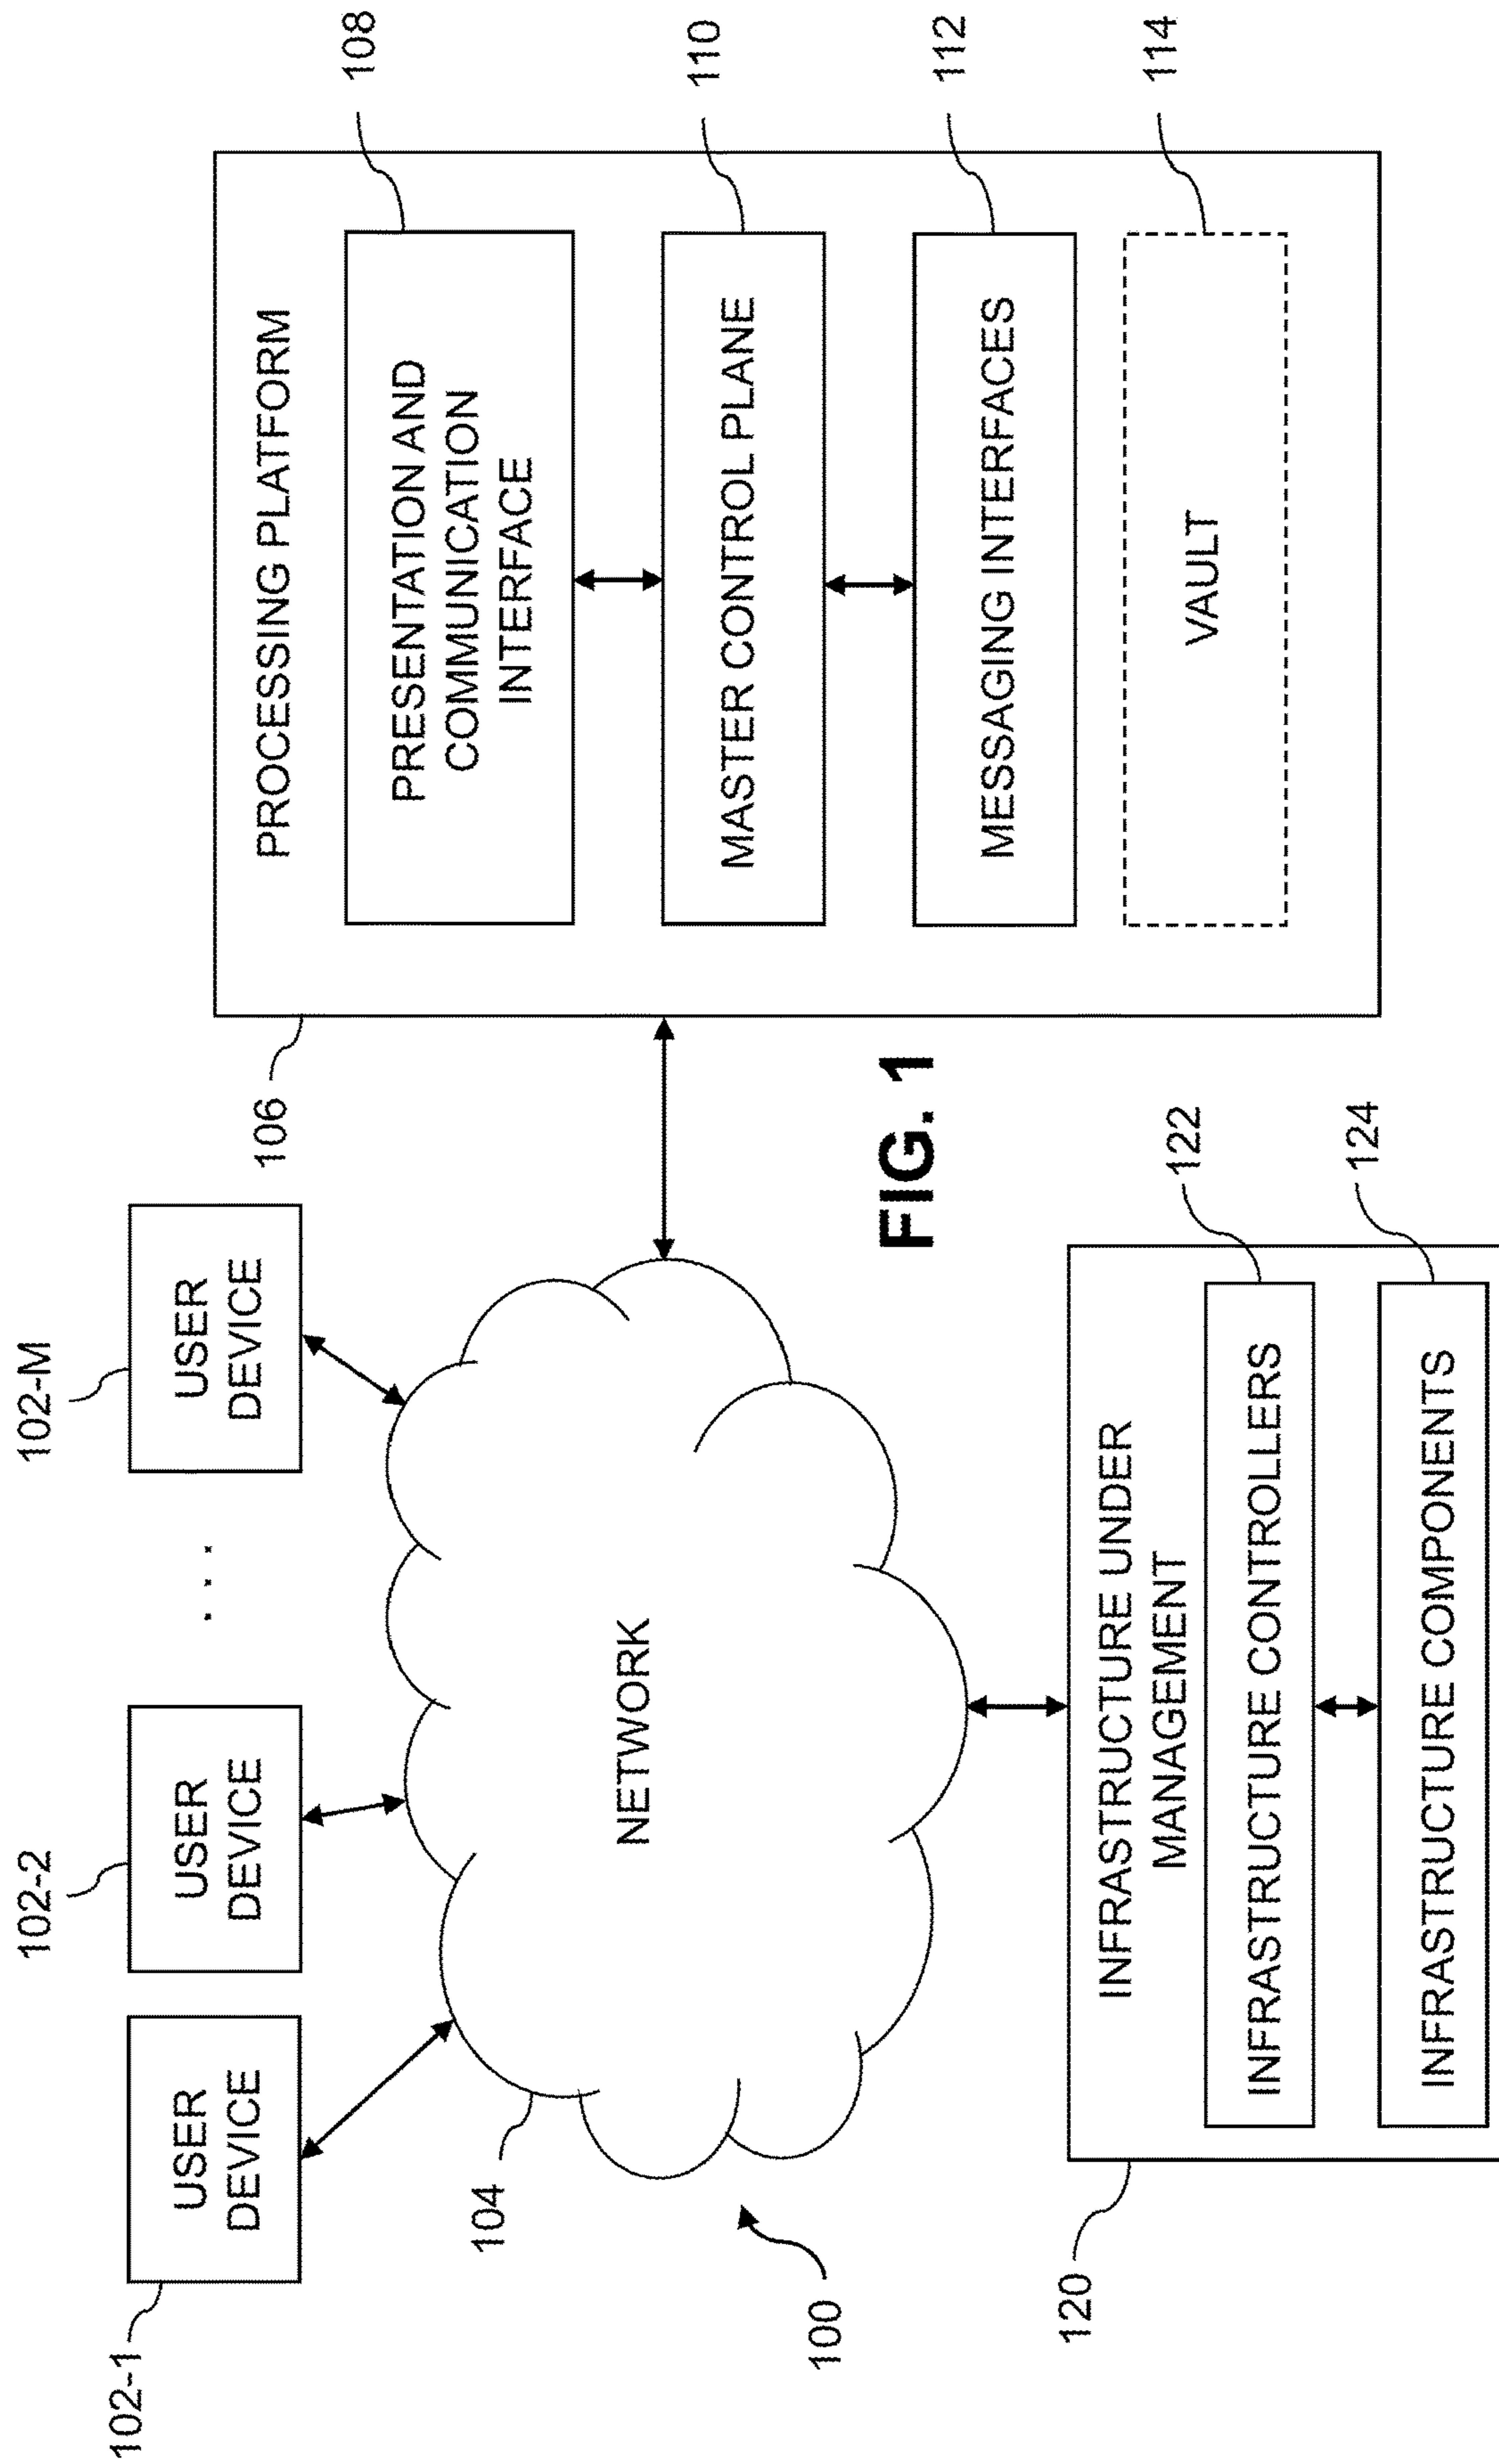 102-1
102-2
102-M
USER
DEVICE
USER
DEVICE
. . .
USER
DEVICE
106
PROCESSING PLATFORM
PRESENTATION AND
COMMUNICATION
INTERFACE
108
MASTER CONTROL PLANE
110
MESSAGING INTERFACES
112
VAULT
114
104
NETWORK
100
FIG. 1
120
INFRASTRUCTURE UNDER
MANAGEMENT
INFRASTRUCTURE CONTROLLERS
122
INFRASTRUCTURE COMPONENTS
124